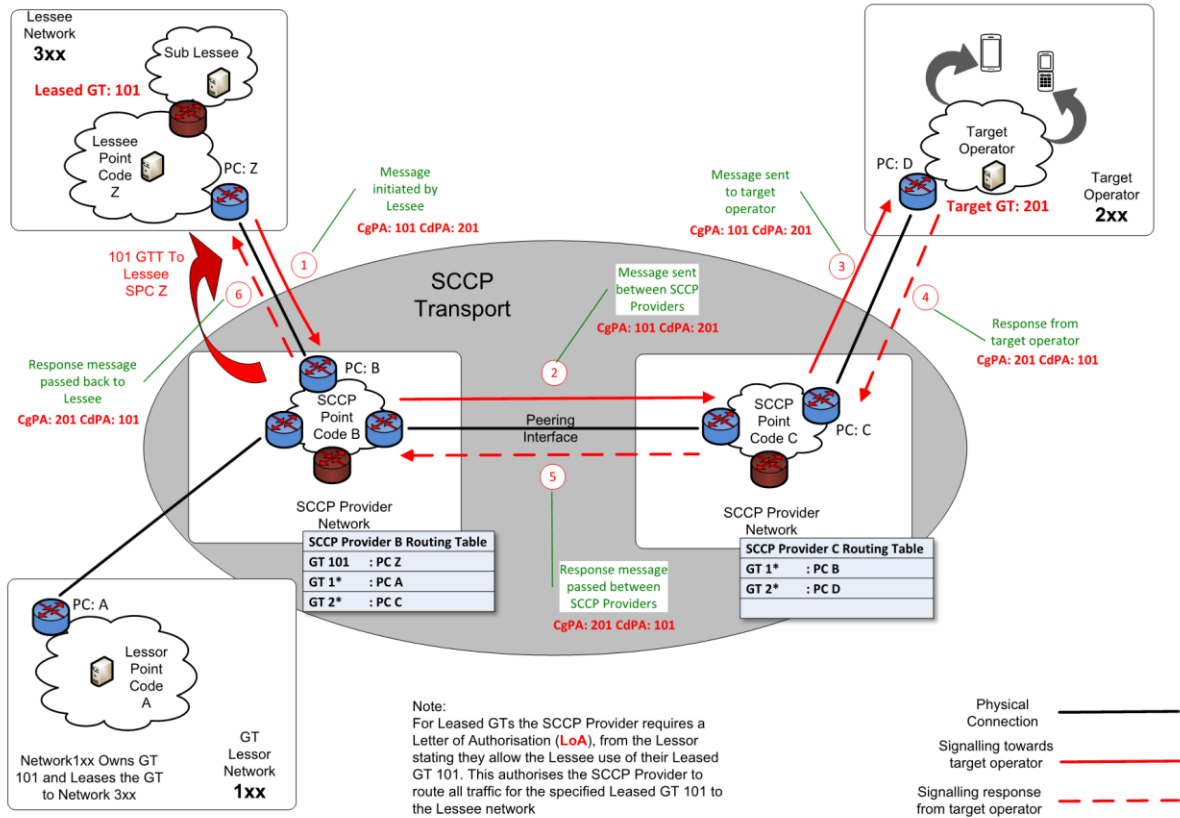 Lessee
Network
3xx
Sub Lessee
Leased GT: 101
Lessee
Point
Code
Z
PC: Z
Message
initiated by
Lessee
CgPA: 101 CdPA: 201
Message sent
to target
operator
CgPA: 101 CdPA: 201
PC: D
Target
Operator
Target GT: 201
Target
Operator
2xx
101 GTT To
Lessee
SPC Z
1
6
SCCP
Transport
Message sent
between SCCP
Providers
CgPA: 101 CdPA: 201
2
3
4
Response from
target operator
CgPA: 201 CdPA: 101
Response message
passed back to
Lessee
CgPA: 201 CdPA: 101
PC: B
SCCP
Point
Code B
Peering
Interface
SCCP
Point
Code C
PC: C
5
SCCP Provider
Network
SCCP Provider B Routing Table
GT 101 : PC Z
GT 1* : PC A
GT 2* : PC C
Response message
passed between
SCCP Providers
CgPA: 201 CdPA: 101
SCCP Provider
Network
SCCP Provider C Routing Table
GT 1* : PC B
GT 2* : PC D
PC: A
Lessor
Point
Code
A
Network1xx Owns GT
101 and Leases the GT
to Network 3xx
GT
Lessor
Network
1xx
Note:
For Leased GTs the SCCP Provider requires a
Letter of Authorisation (LoA), from the Lessor
stating they allow the Lessee use of their Leased
GT 101. This authorises the SCCP Provider to
route all traffic for the specified Leased GT 101 to
the Lessee network
Physical
Connection
Signalling towards
target operator
Signalling response
from target operator